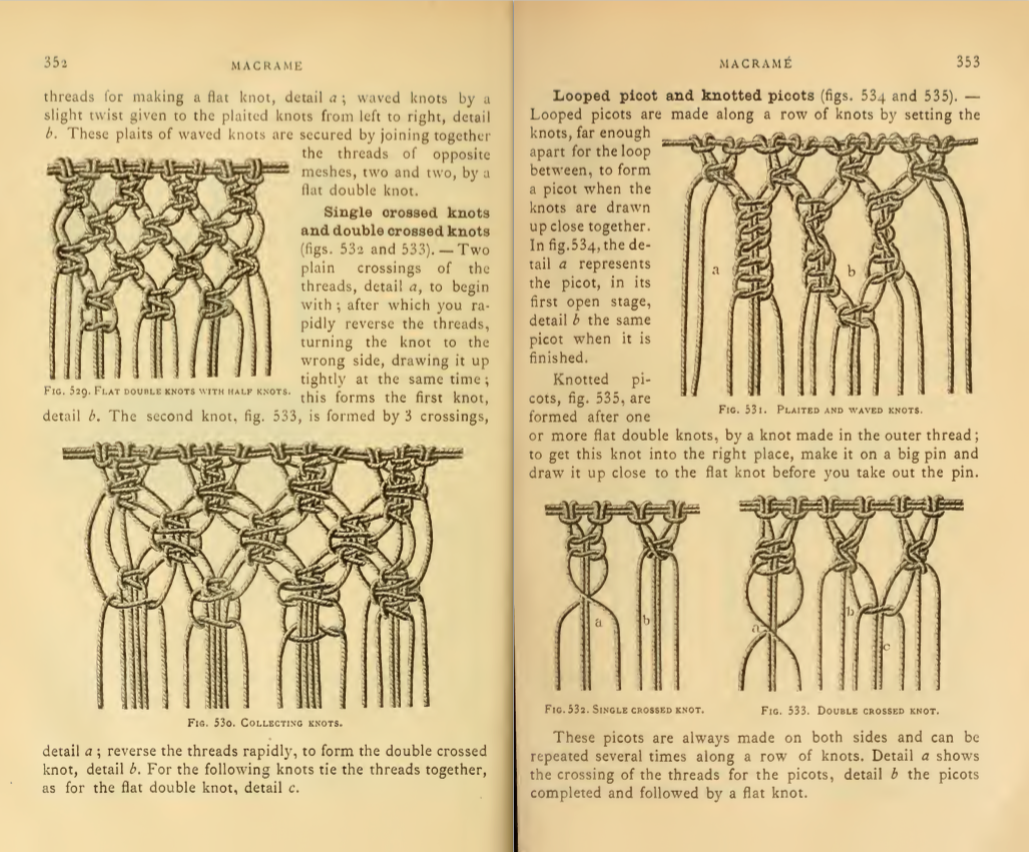 352
MACRAME
threads for making a flat knot, detail a; waved knots by a
slight twist given to the plaited knots from left to right, detail
b. These plaits of waved knots are secured by joining together
the threads of opposite
meshes, two and two, by a
flat double knot.
Single crossed knots
and double crossed knots
(figs. 532 and 533). — Two
plain crossings of the
threads, detail a, to begin
with; after which you ra-
pidly reverse the threads,
turning the knot to the
wrong side, drawing it up
tightly at the same time;
this forms the first knot,
FIG. 529. FLAT DOUBLE KNOTS WITH HALF KNOTS.
detail b. The second knot, fig. 533, is formed by 3 crossings,
FIG. 530. COLLECTING KNOTS.
detail a; reverse the threads rapidly, to form the double crossed
knot, detail b. For the following knots tie the threads together,
as for the flat double knot, detail c.
MACRAMÉ
353
Looped picot and knotted picots (figs. 534 and 535). —
Looped picots are made along a row of knots by setting the
knots, far enough
apart for the loop
between, to form
a picot when the
knots are drawn
up close together.
In fig. 534, the de-
tail a represents
the picot, in its
first open stage,
detail b the same
picot when it is
finished.
Knotted pi-
cots, fig. 535, are
formed after one
a
b
FIG. 531. PLAITED AND WAVED KNOTS.
or more flat double knots, by a knot made in the outer thread;
to get this knot into the right place, make it on a big pin and
draw it up close to the flat knot before you take out the pin.
a
b
FIG. 532. SINGLE CROSSED KNOT.
a
b
c
FIG. 533. DOUBLE CROSSED KNOT.
These picots are always made on both sides and can be
repeated several times along a row of knots. Detail a shows
the crossing of the threads for the picots, detail b the picots
completed and followed by a flat knot.